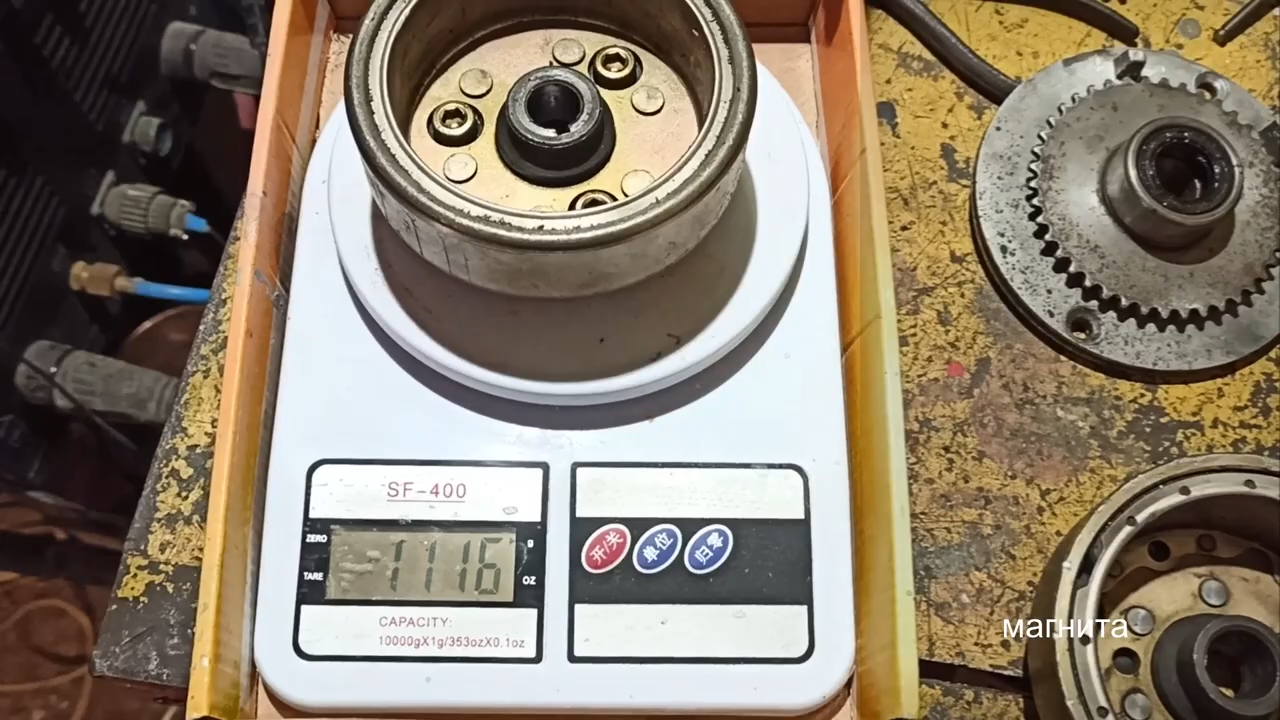 SF-400
ZERO
g
1116
TARE
OZ
开/关
单位
归零
CAPACITY:
10000gX1g/353ozX0.1oz
магнита